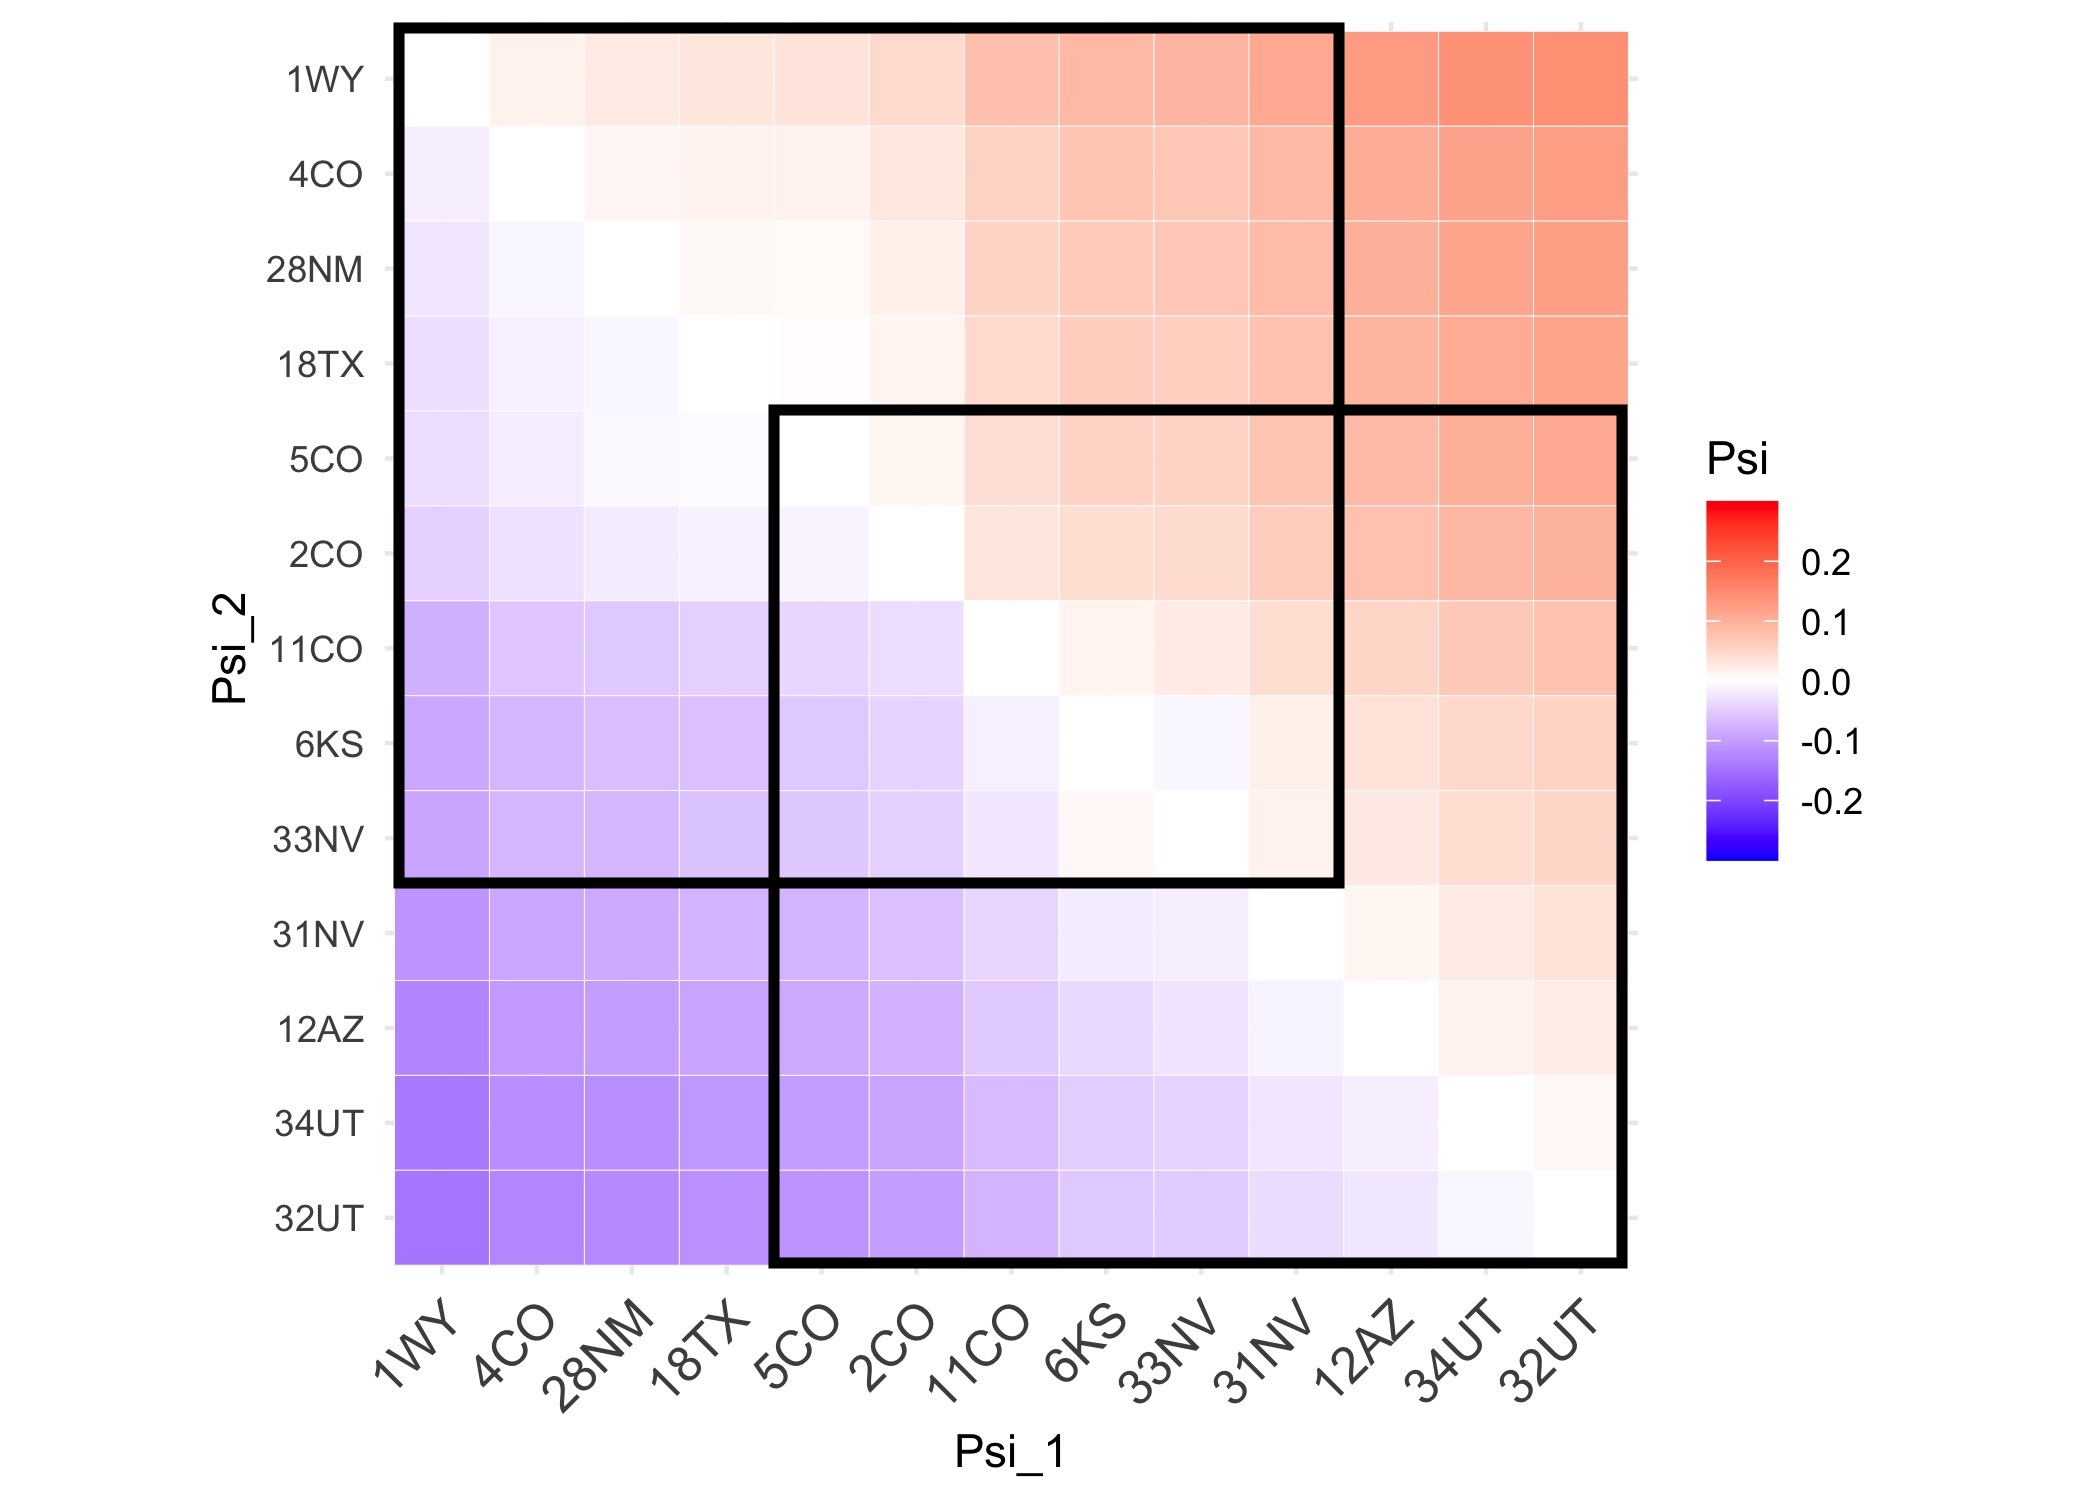 1WY
4CO
28NM
18TX
5CO
2CO
11CO
6KS
33NV
31NV
12AZ
34UT
32UT
Psi_2
1WY
4CO
28NM
18TX
5CO
2CO
11CO
6KS
33NV
31NV
12AZ
34UT
32UT
Psi_1
Psi
0.2
0.1
0.0
-0.1
-0.2